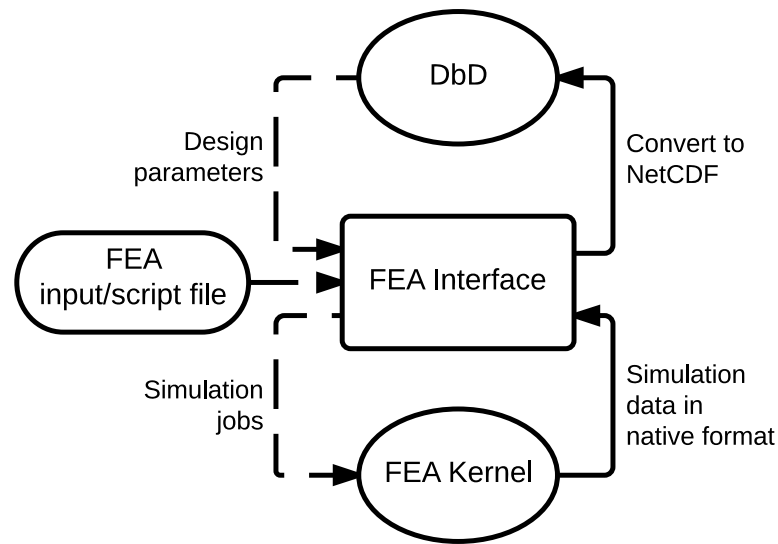 DbD
Design
parameters
Convert to
NetCDF
FEA
input/script file
FEA Interface
Simulation
jobs
Simulation
data in
native format
FEA Kernel